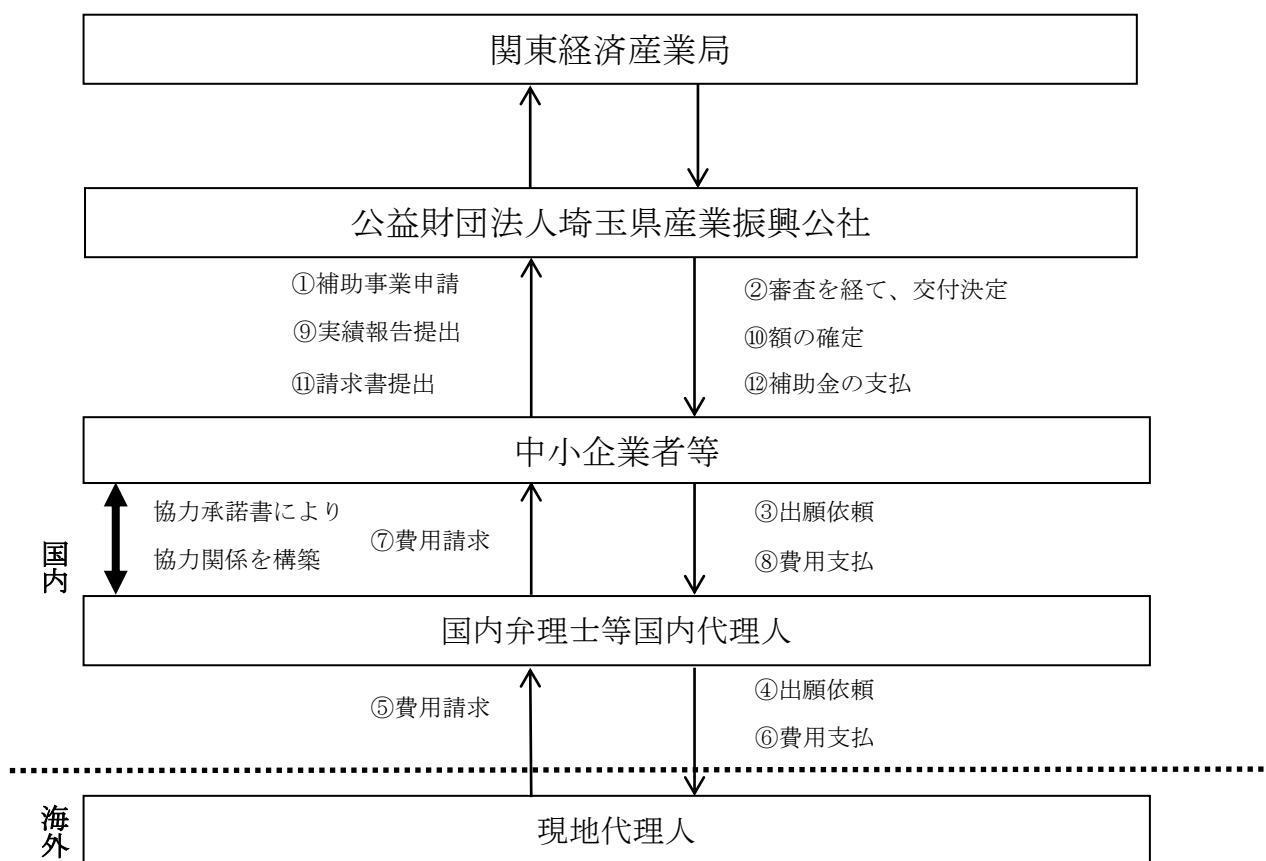 関東経済産業局
公益財団法人埼玉県産業振興公社
①補助事業申請
⑨実績報告提出
⑪請求書提出
②審査を経て、交付決定
⑩額の確定
⑫補助金の支払
中小企業者等
国内
協力承諾書により
協力関係を構築
⑦費用請求
③出願依頼
⑧費用支払
国内弁理士等国内代理人
⑤費用請求
④出願依頼
⑥費用支払
海外
現地代理人